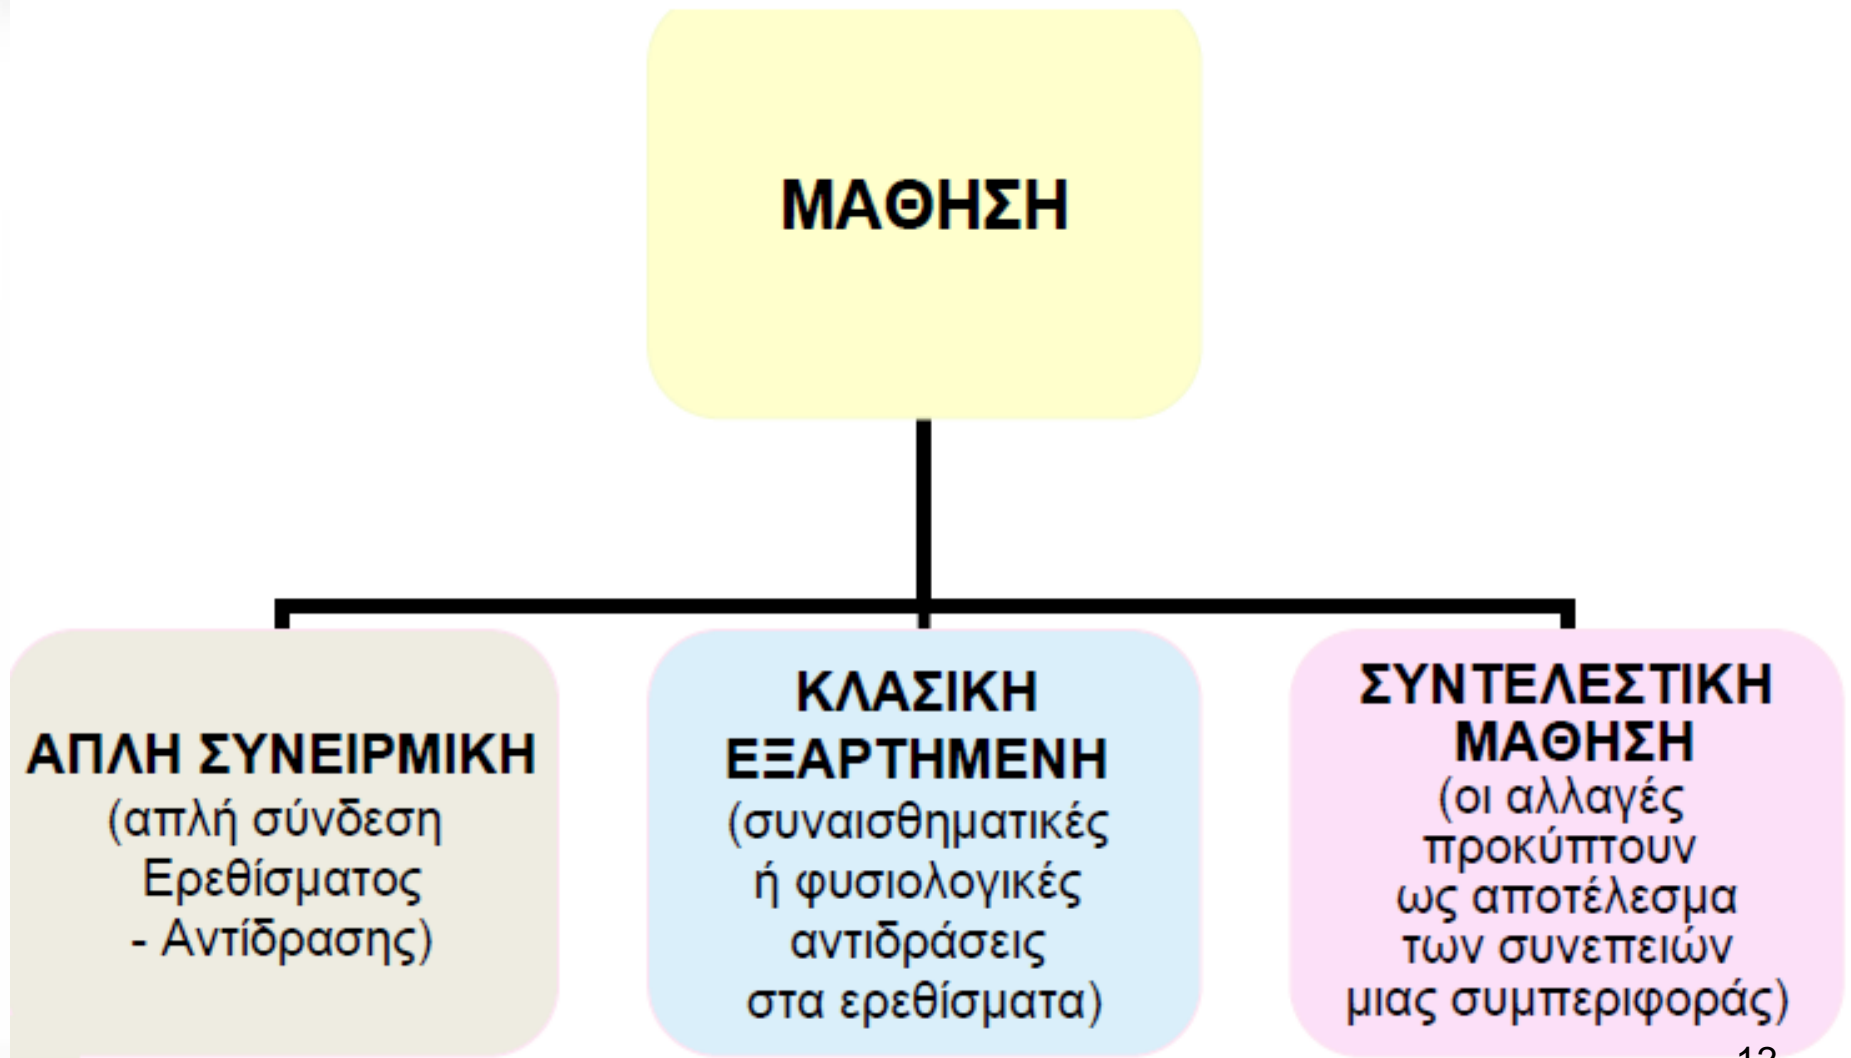 ΜΑΘΗΣΗ
ΑΠΛΗ ΣΥΝΕΙΡΜΙΚΗ
(απλή σύνδεση
Ερεθίσματος
- Αντίδρασης)
ΚΛΑΣΙΚΗ
ΕΞΑΡΤΗΜΕΝΗ
(συναισθηματικές
ή φυσιολογικές
αντιδράσεις
στα ερεθίσματα)
ΣΥΝΤΕΛΕΣΤΙΚΗ
ΜΑΘΗΣΗ
(οι αλλαγές
προκύπτουν
ως αποτέλεσμα
των συνεπειών
μιας συμπεριφοράς)